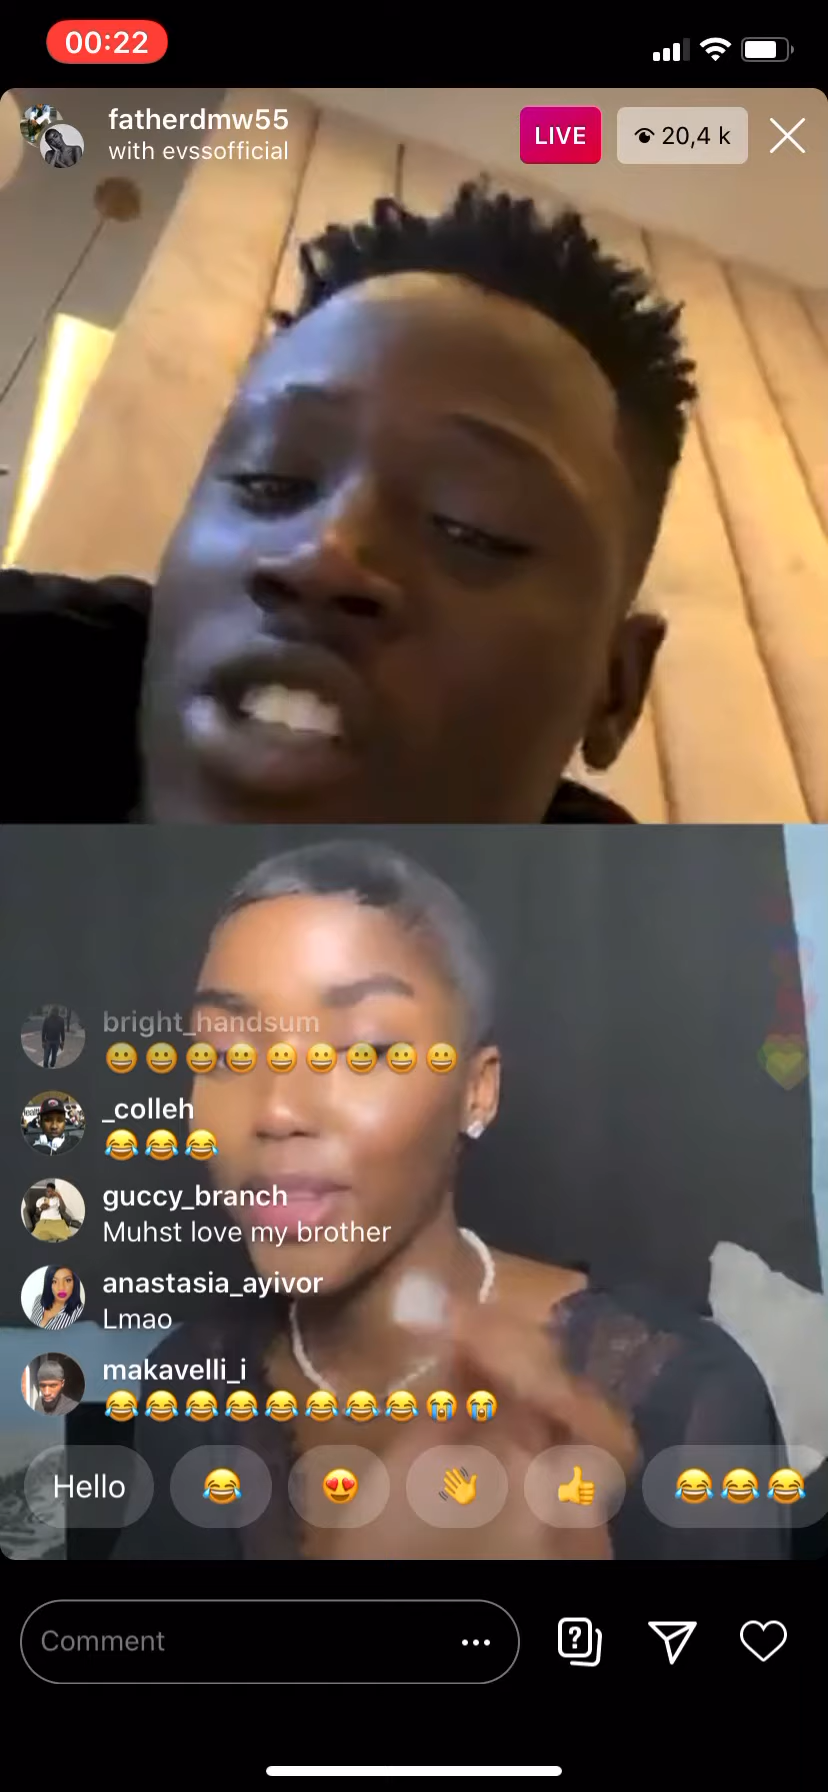 00:22
fatherdmw55
with evssofficial
LIVE
20,4 k
bright_handsum
😀😀😀😀😀😀😀😀😀
_colleh
😂😂😂
guccy_branch
Muhst love my brother
anastasia_ayivor
Lmao
makavelli_i
😂😂😂😂😂😂😂😂😭😭
Hello 😂 😍 👋 👍 😂😂😂
Comment